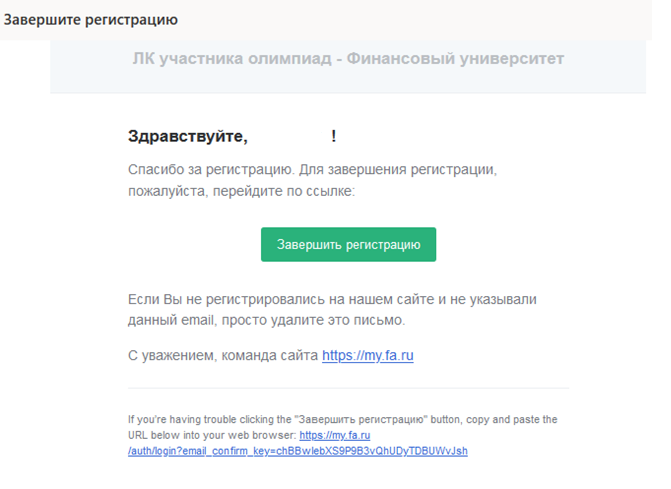 Завершите регистрацию
ЛК участника олимпиад - Финансовый университет
Здравствуйте, !
Спасибо за регистрацию. Для завершения регистрации,
пожалуйста, перейдите по ссылке:
Завершить регистрацию
Если Вы не регистрировались на нашем сайте и не указывали
данный email, просто удалите это письмо.
С уважением, команда сайта https://my.fa.ru
If you're having trouble clicking the "Завершить регистрацию" button, copy and paste the
URL below into your web browser: https://my.fa.ru
/auth/login?email_confirm_key=chBBwIebXS9P9B3vQhUDyTDBUWvJsh